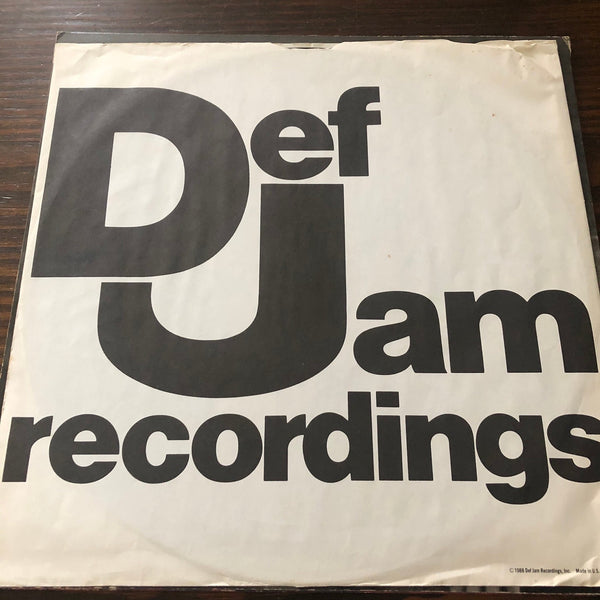 Def
Jam
recordings
© 1986 Def Jam Recordings, Inc. Made in U.S.